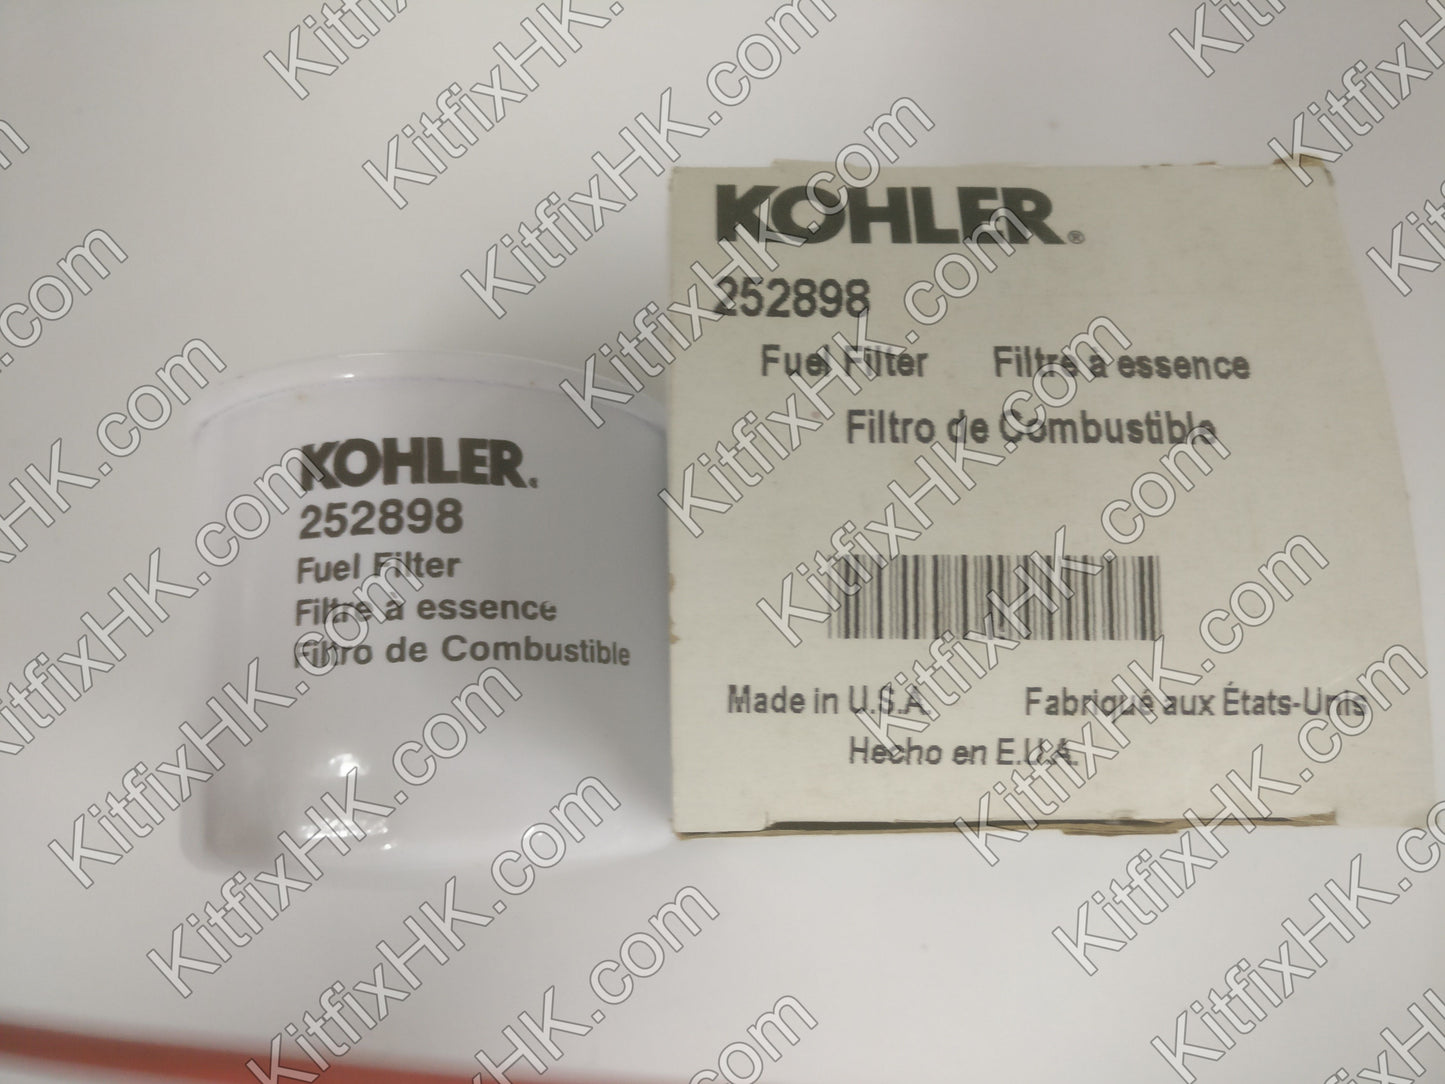 KOHLER.
252898
Fuel Filter
Filtre à essence
Filtro de Combustible
KOHLER®
252898
Fuel Filter Filtre à essence
Filtro de Combustible
Made in U.S.A. Fabriqué aux États-Unis
Hecho en E.U.A.
KitfixHK.com